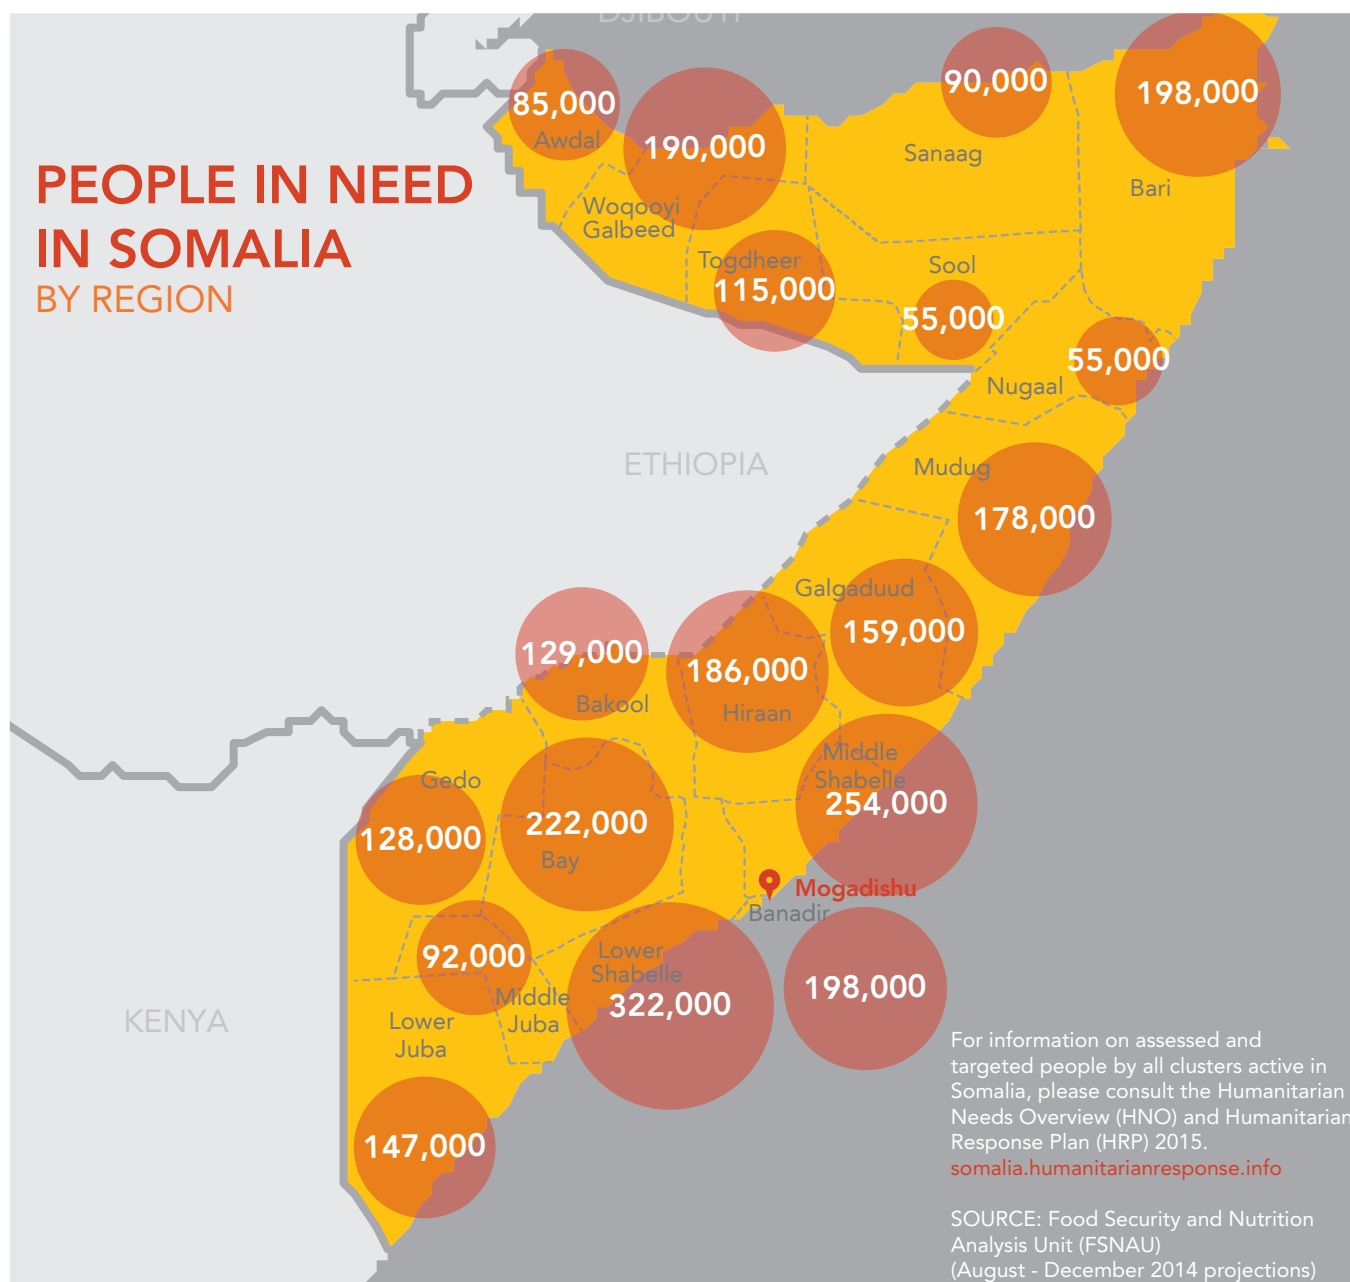 DJIBOUTI
PEOPLE IN NEED
IN SOMALIA
BY REGION
85,000
Awdal
190,000
Woqooyi
Galbeed
90,000
Sanaag
198,000
Bari
Togdheer
115,000
Sool
55,000
Nugaal
55,000
ETHIOPIA
Mudug
178,000
Galgaduud
159,000
129,000
Bakool
186,000
Hiraan
Middle
Shabelle
254,000
Gedo
128,000
222,000
Bay
Mogadishu
Banadir
198,000
92,000
Middle
Juba
Lower
Shabelle
322,000
KENYA
Lower
Juba
147,000
For information on assessed and
targeted people by all clusters active in
Somalia, please consult the Humanitarian
Needs Overview (HNO) and Humanitarian
Response Plan (HRP) 2015.
somalia.humanitarianresponse.info
SOURCE: Food Security and Nutrition
Analysis Unit (FSNAU)
(August - December 2014 projections)